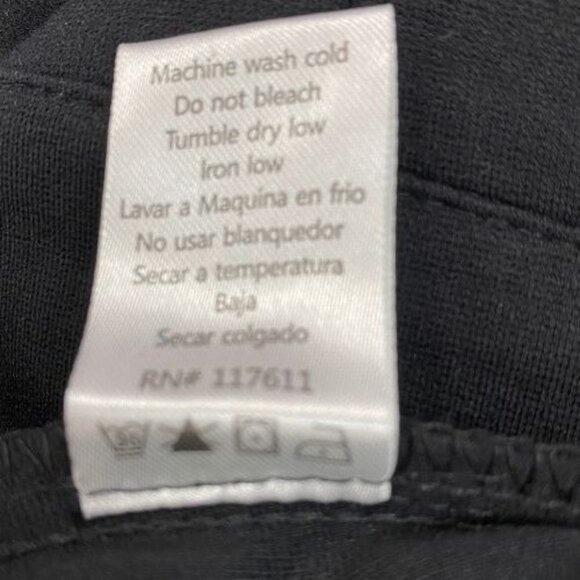 Machine wash cold
Do not bleach
Tumble dry low
Iron low
Lavar a Maquina en frio
No usar blanquedor
Secar a temperatura
Baja
Secar colgado
RN# 117611